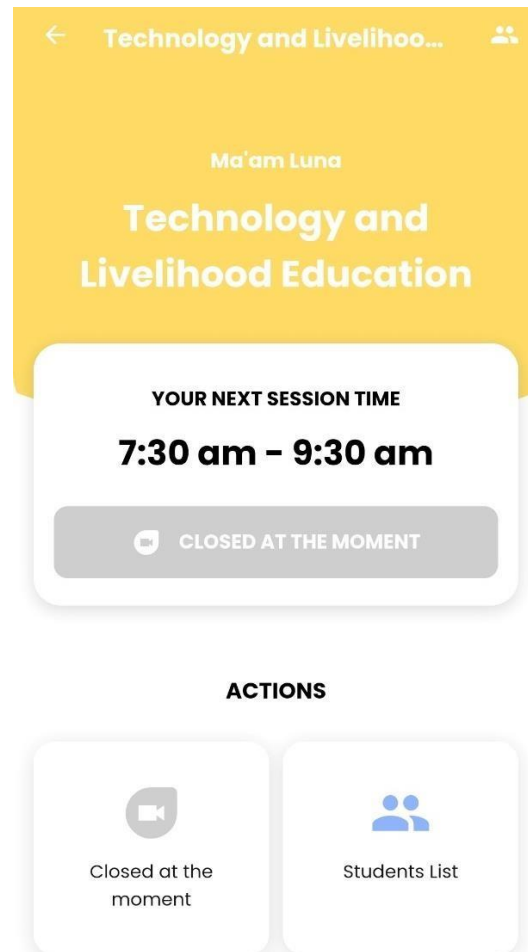 Technology and Livelihoo...
Ma'am Luna
Technology and
Livelihood Education
YOUR NEXT SESSION TIME
7:30 am - 9:30 am
CLOSED AT THE MOMENT
ACTIONS
Closed at the
moment
Students List